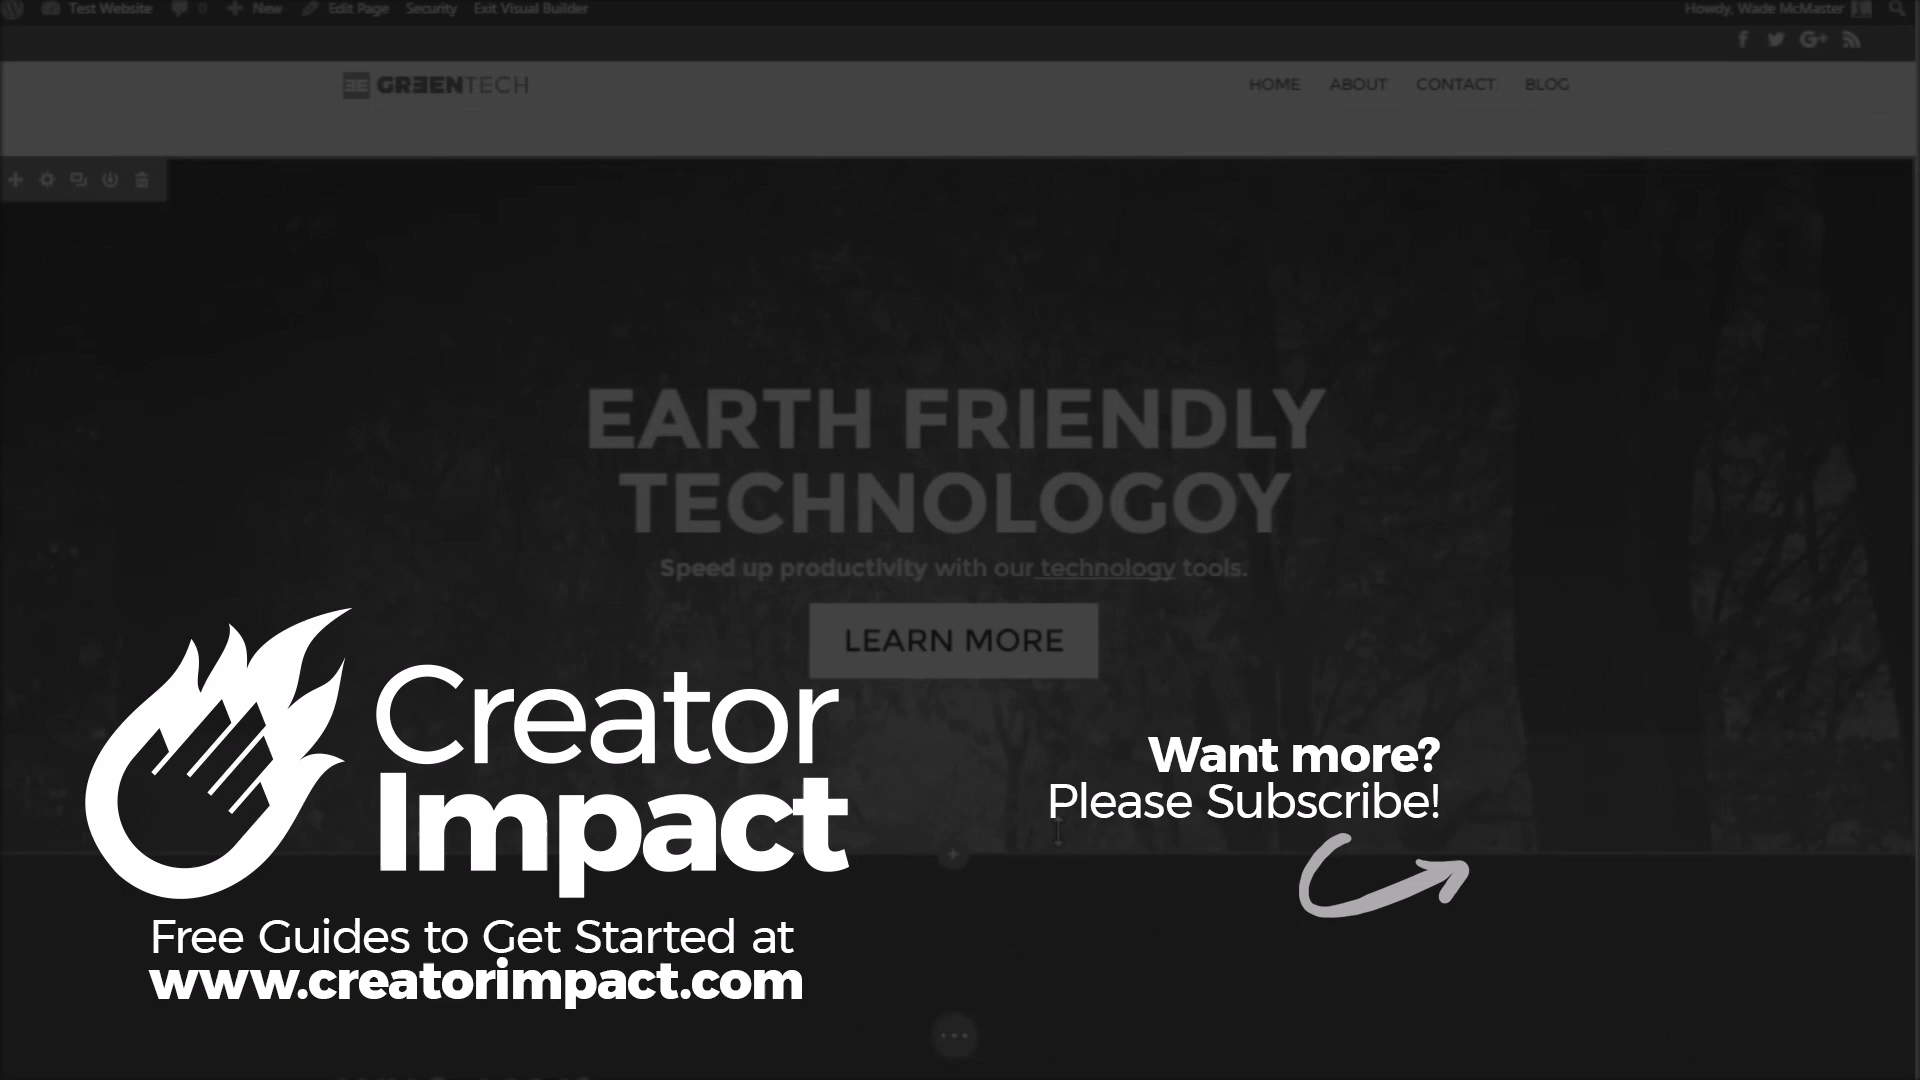 Test Website 0 New Edit Page Security Exit Visual Builder Howdy, Wade McMaster
GREENTECH HOME ABOUT CONTACT BLOG
EARTH FRIENDLY
TECHNOLOGOY
Speed up productivity with our technology tools.
LEARN MORE
Creator
Impact
Want more?
Please Subscribe!
Free Guides to Get Started at
www.creatorimpact.com